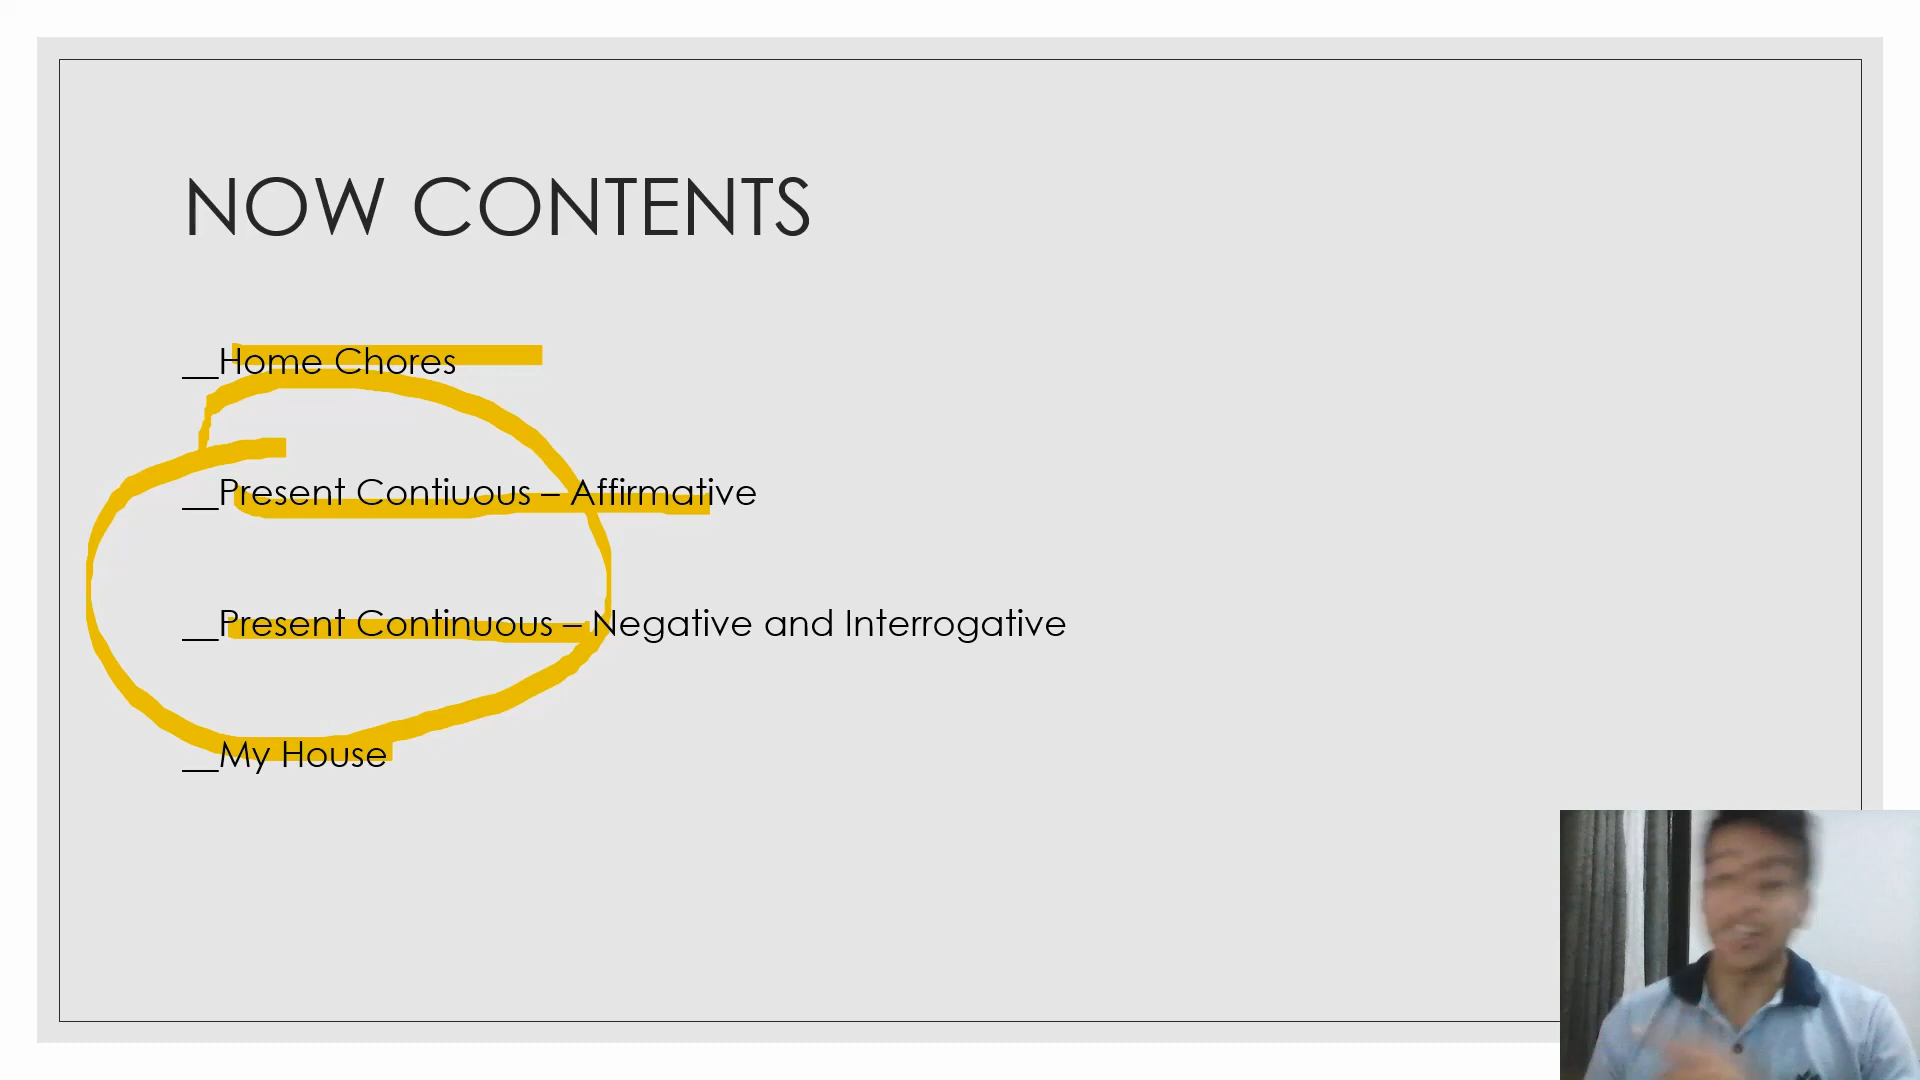 NOW CONTENTS
__Home Chores
__Present Contiuous – Affirmative
__Present Continuous – Negative and Interrogative
__My House